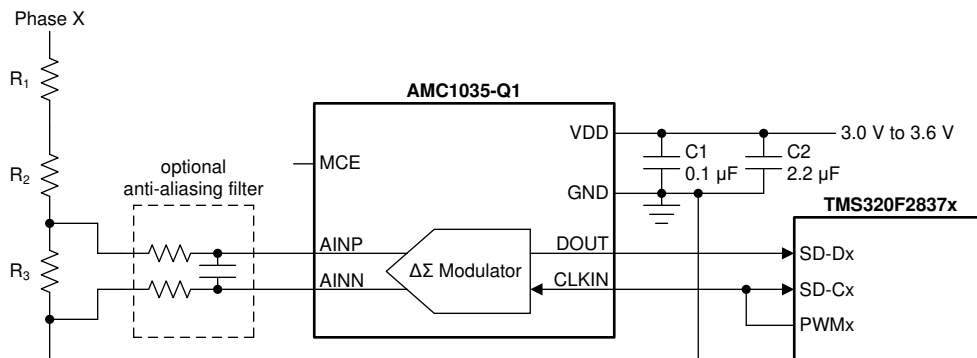 Phase X
R1
AMC1035-Q1
VDD
3.0 V to 3.6 V
C1
0.1 µF
C2
2.2 µF
MCE
R2
optional
anti-aliasing filter
GND
TMS320F2837x
AINP
DOUT
SD-Dx
R3
ΔΣ Modulator
AINN
CLKIN
SD-Cx
PWMx